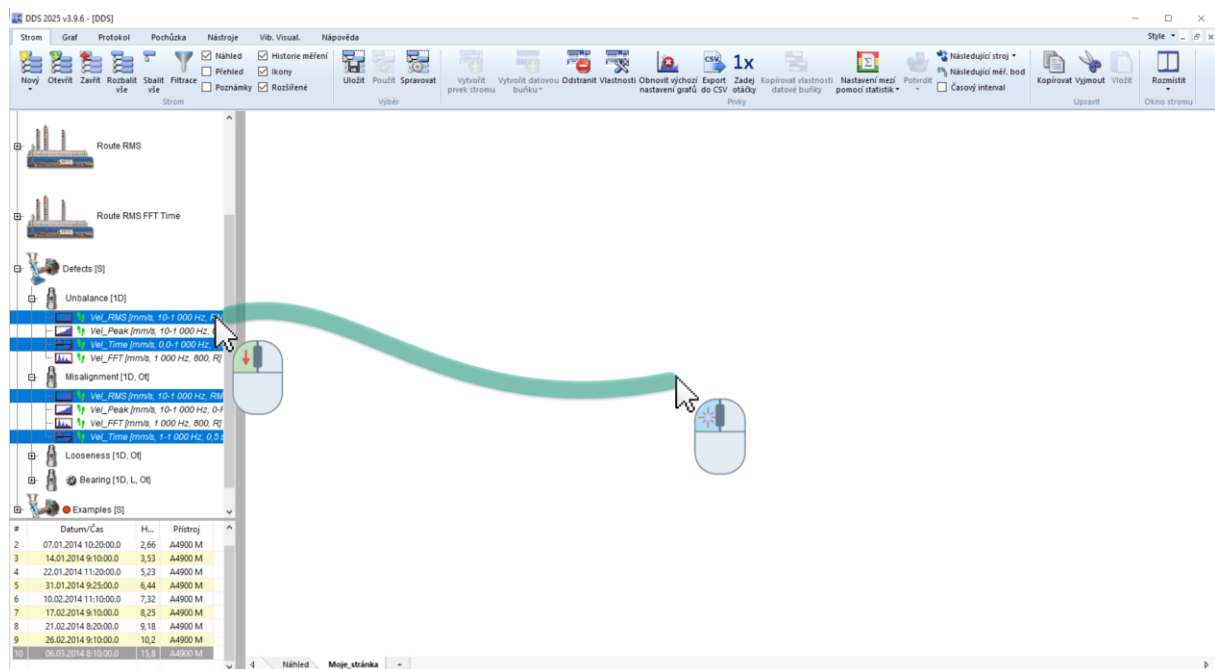 DDS 2025 v3.9.6 - [DDS]
Strom Graf Protokol Pochůzka Nástroje Vib. Visual. Nápověda Style
Nový Otevřít Zavřít Rozbalit vše Sbalit vše Filtrace
Náhled
Přehled
Poznámky
Historie měření
Ikony
Rozšířené
Strom
Uložit Použít Spravovat
Výběr
Vytvořit prvek stromu Vytvořit datovou buňku Odstranit Vlastnosti Obnovit výchozí nastavení grafů CSV Export do CSV 1x Zadej otáčky Kopírovat vlastnosti datové buňky Nastavení mezí pomocí statistik Potvrdit
Následující stroj
Následující měř. bod
Časový interval
Prvky
Kopírovat Vyjmout Vložit
Upravit
Rozmístit
Okno stromu
Route RMS
Route RMS FFT Time
Defects [S]
Unbalance [1D]
Vel_RMS [mm/s, 10-1 000 Hz,
Vel_Peak [mm/s, 10-1 000 Hz,
Vel_Time [mm/s, 0,0-1 000 Hz,
Vel_FFT [mm/s, 1 000 Hz, 800, R]
Misalignment [1D, Ot]
Vel_RMS [mm/s, 10-1 000 Hz, RM
Vel_Peak [mm/s, 10-1 000 Hz, 0-P
Vel_FFT [mm/s, 1 000 Hz, 800, R]
Vel_Time [mm/s, 1-1 000 Hz, 0,5 s
Looseness [1D, Ot]
Bearing [1D, L, Ot]
Examples [S]
# Datum/Čas H... Přístroj
2 07.01.2014 10:20:00.0 2,66 A4900 M
3 14.01.2014 9:10:00.0 3,53 A4900 M
4 22.01.2014 11:20:00.0 5,23 A4900 M
5 31.01.2014 9:25:00.0 6,44 A4900 M
6 10.02.2014 11:10:00.0 7,32 A4900 M
7 17.02.2014 9:10:00.0 8,25 A4900 M
8 21.02.2014 8:20:00.0 9,18 A4900 M
9 26.02.2014 9:10:00.0 10,2 A4900 M
10 06.03.2014 8:10:00.0 15,8 A4900 M
Náhled Moje_stránka +